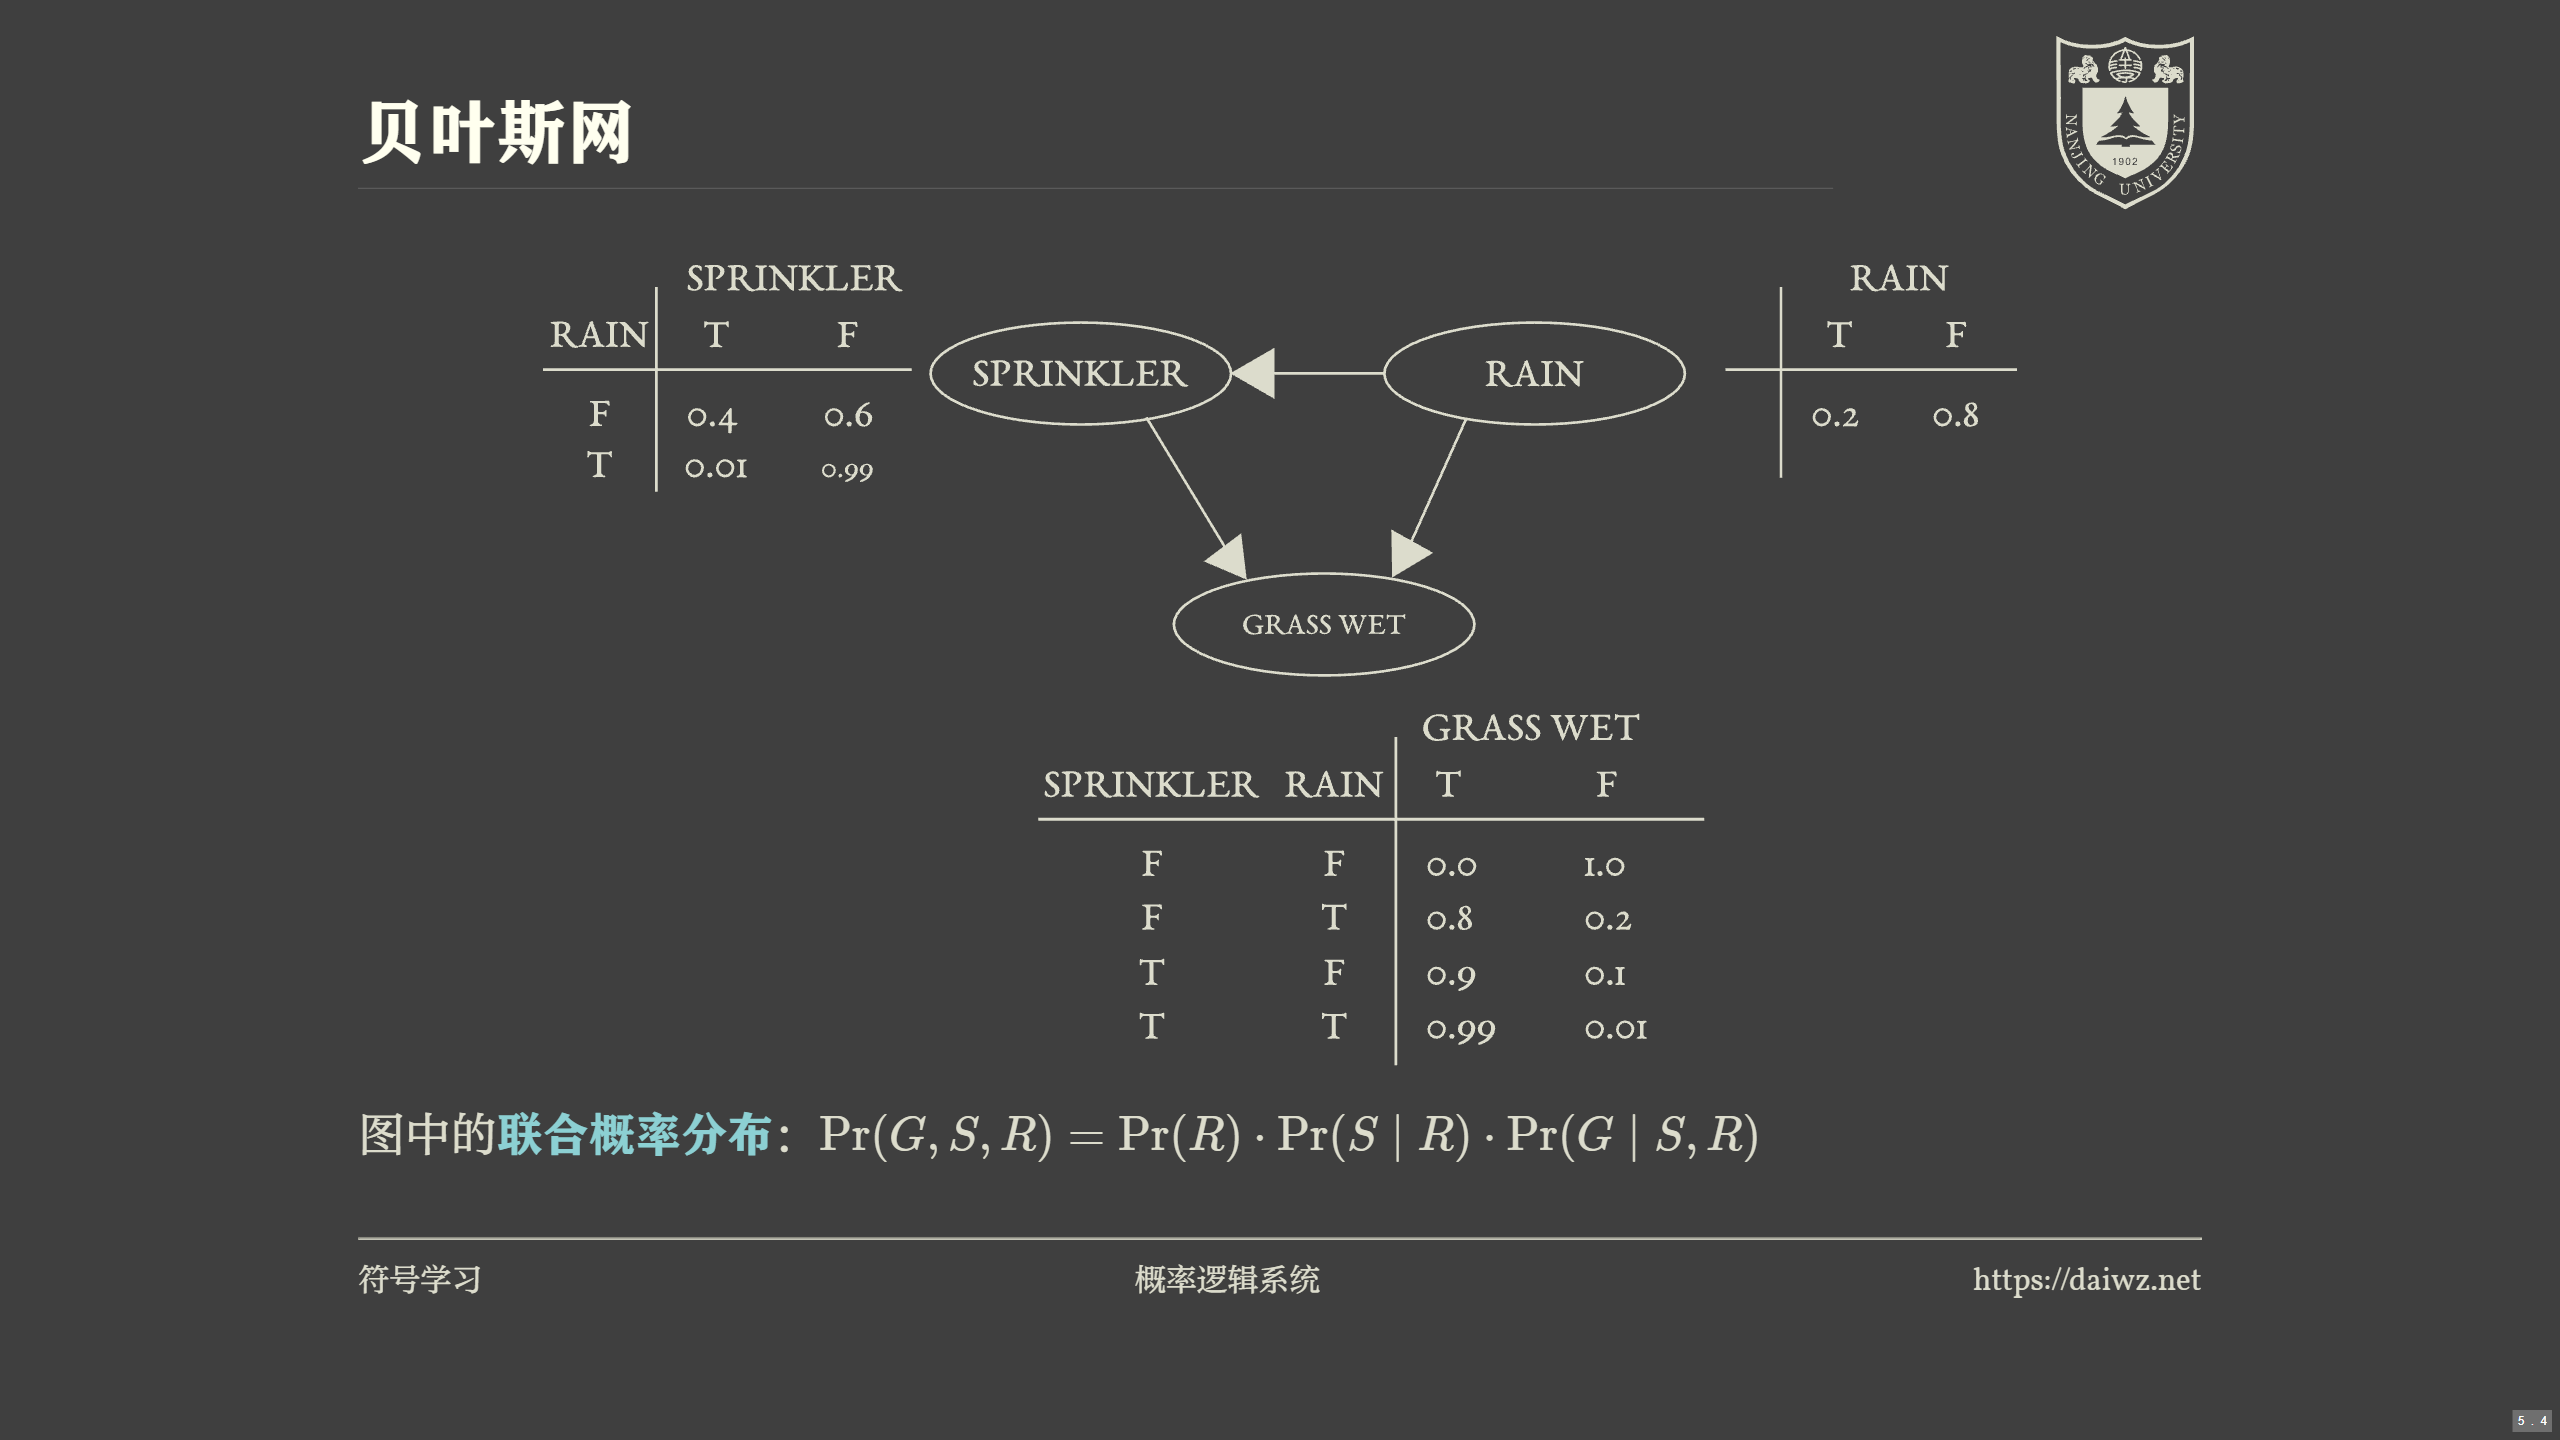 贝叶斯网
NANJING UNIVERSITY
1902
SPRINKLER
RAIN T F
F 0.4 0.6
T 0.01 0.99
SPRINKLER
RAIN
RAIN
T F
0.2 0.8
GRASS WET
GRASS WET
SPRINKLER RAIN T F
F F 0.0 1.0
F T 0.8 0.2
T F 0.9 0.1
T T 0.99 0.01
图中的联合概率分布：Pr(G, S, R) = Pr(R) · Pr(S | R) · Pr(G | S, R)
符号学习 概率逻辑系统 https://daiwz.net
5 . 4